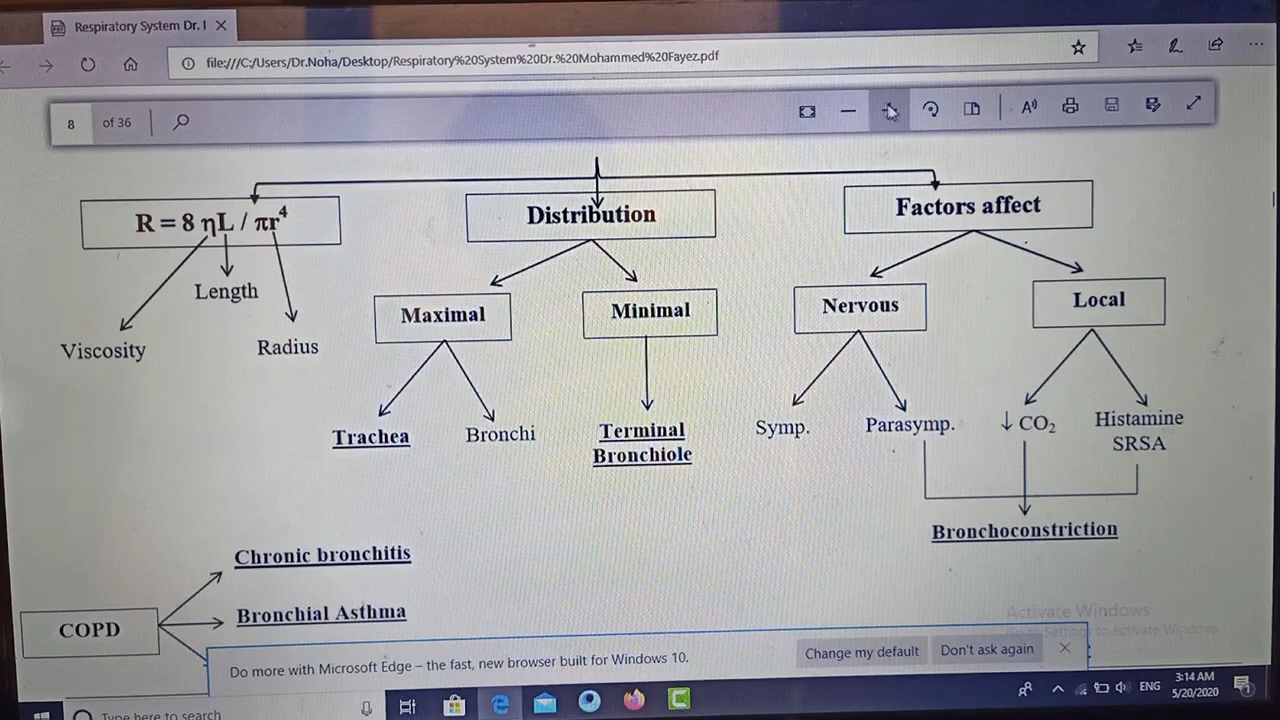 Respiratory System Dr. I
file:///C:/Users/Dr.Noha/Desktop/Respiratory%20System%20Dr.%20Mohammed%20Fayez.pdf
8 of 36
R = 8 ηL / πr⁴
Distribution
Factors affect
Length
Viscosity
Radius
Maximal
Minimal
Nervous
Local
Trachea
Bronchi
Terminal
Bronchiole
Symp.
Parasymp.
↓ CO₂
Histamine
SRSA
Bronchoconstriction
Chronic bronchitis
Bronchial Asthma
COPD
Activate Windows
to activate Windows.
Do more with Microsoft Edge – the fast, new browser built for Windows 10.
Change my default
Don't ask again
Type here to search
ENG
3:14 AM
5/20/2020